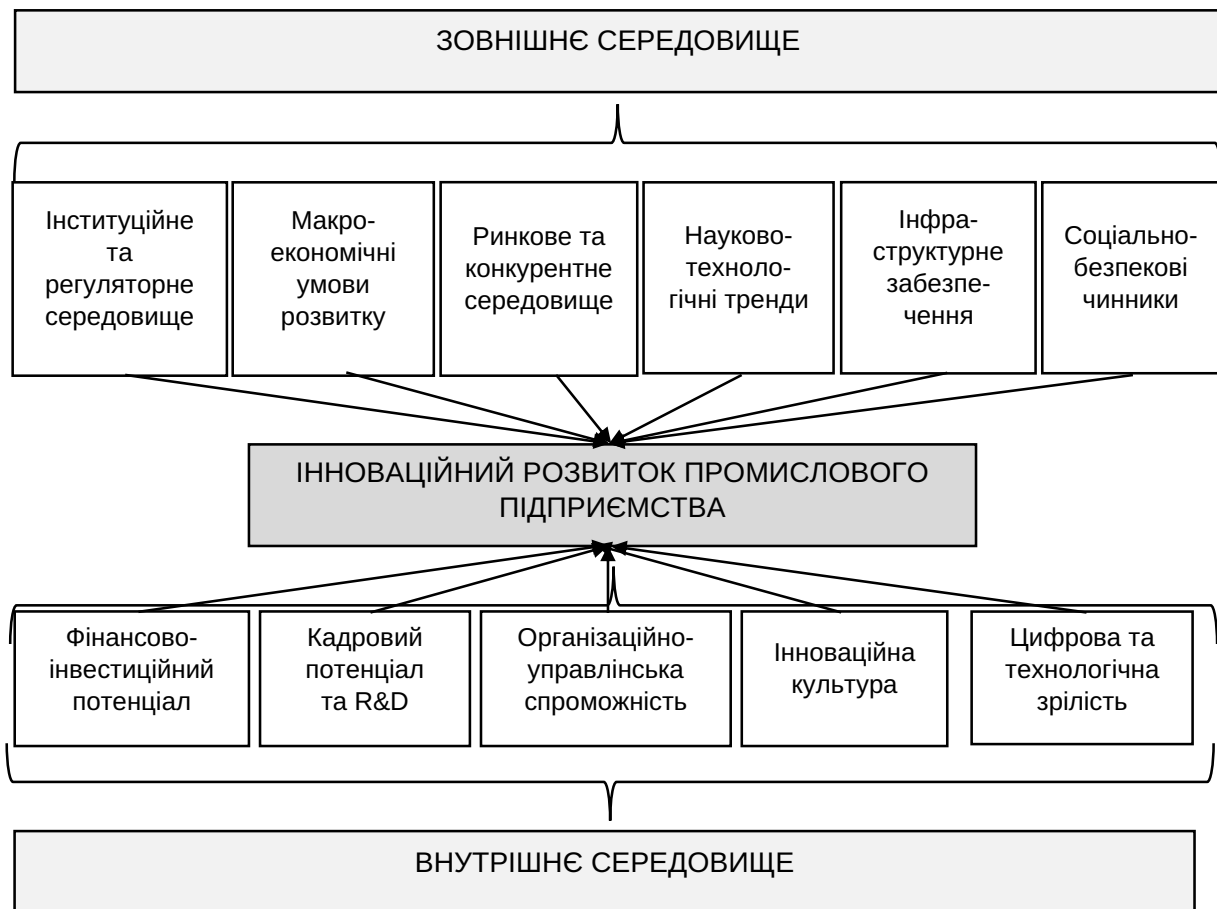 ЗОВНІШНЄ СЕРЕДОВИЩЕ
Інституційне
та
регуляторне
середовище
Макро-
економічні
умови
розвитку
Ринкове та
конкурентне
середовище
Науково-
техноло-
гічні тренди
Інфра-
структурне
забезпе-
чення
Соціально-
безпекові
чинники
ІННОВАЦІЙНИЙ РОЗВИТОК ПРОМИСЛОВОГО
ПІДПРИЄМСТВА
Фінансово-
інвестиційний
потенціал
Кадровий
потенціал
та R&D
Організаційно-
управлінська
спроможність
Інноваційна
культура
Цифрова та
технологічна
зрілість
ВНУТРІШНЄ СЕРЕДОВИЩЕ